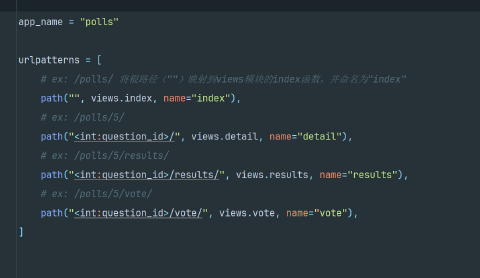 app_name = "polls"
urlpatterns = [
# ex: /polls/ 将根路径（""）映射到views模块的index函数，并命名为"index"
path("", views.index, name="index"),
# ex: /polls/5/
path("<int:question_id>/", views.detail, name="detail"),
# ex: /polls/5/results/
path("<int:question_id>/results/", views.results, name="results"),
# ex: /polls/5/vote/
path("<int:question_id>/vote/", views.vote, name="vote"),
]